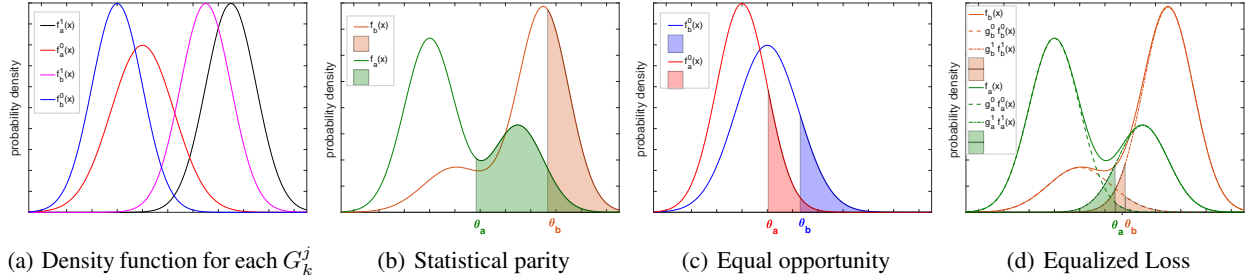 probability density
f_a^1(x)
f_a^0(x)
f_b^1(x)
f_b^0(x)
(a) Density function for each G_k^j
probability density
f_b(x)
f_a(x)
θ_a
θ_b
(b) Statistical parity
probability density
f_b^0(x)
f_a^0(x)
θ_a
θ_b
(c) Equal opportunity
probability density
f_b(x)
g_b^0 f_b^0(x)
g_b^1 f_b^1(x)
f_a(x)
g_a^0 f_a^0(x)
g_a^1 f_a^1(x)
θ_a
θ_b
(d) Equalized Loss